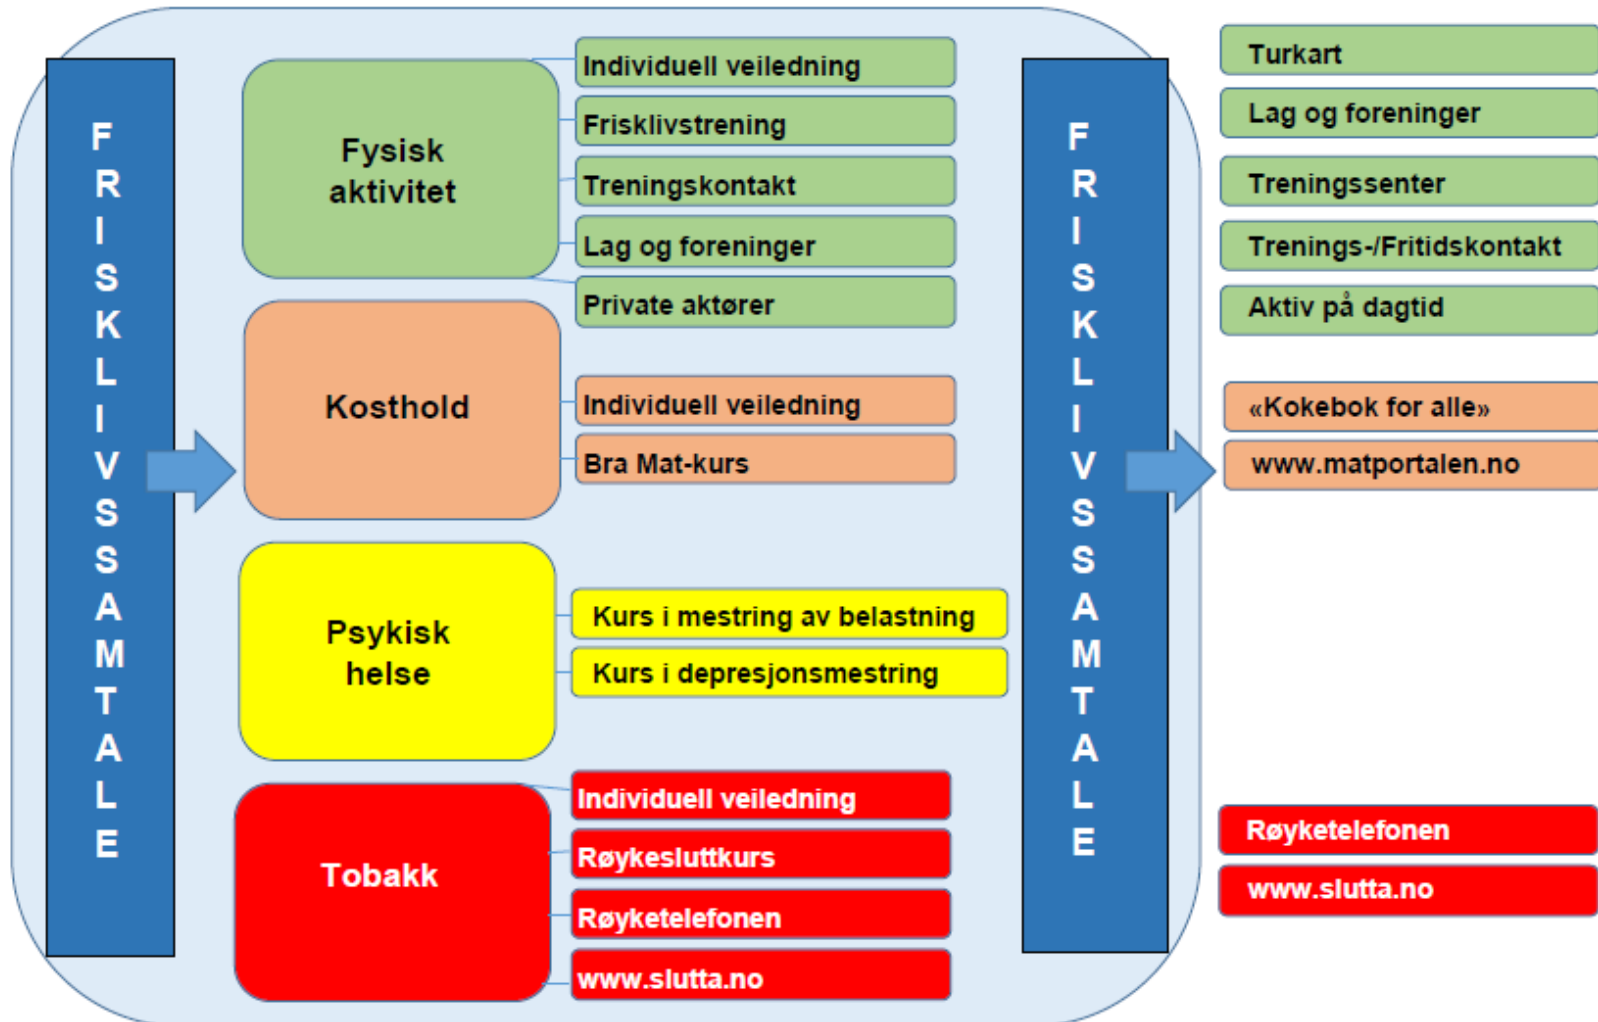 FRISKLIVSSAMTALE
Fysisk
aktivitet
Individuell veiledning
Frisklivstrening
Treningskontakt
Lag og foreninger
Private aktører
Kosthold
Individuell veiledning
Bra Mat-kurs
Psykisk
helse
Kurs i mestring av belastning
Kurs i depresjonsmestring
Tobakk
Individuell veiledning
Røykesluttkurs
Røyketelefonen
www.slutta.no
FRISKLIVSSAMTALE
Turkart
Lag og foreninger
Treningssenter
Trenings-/Fritidskontakt
Aktiv på dagtid
«Kokebok for alle»
www.matportalen.no
Røyketelefonen
www.slutta.no